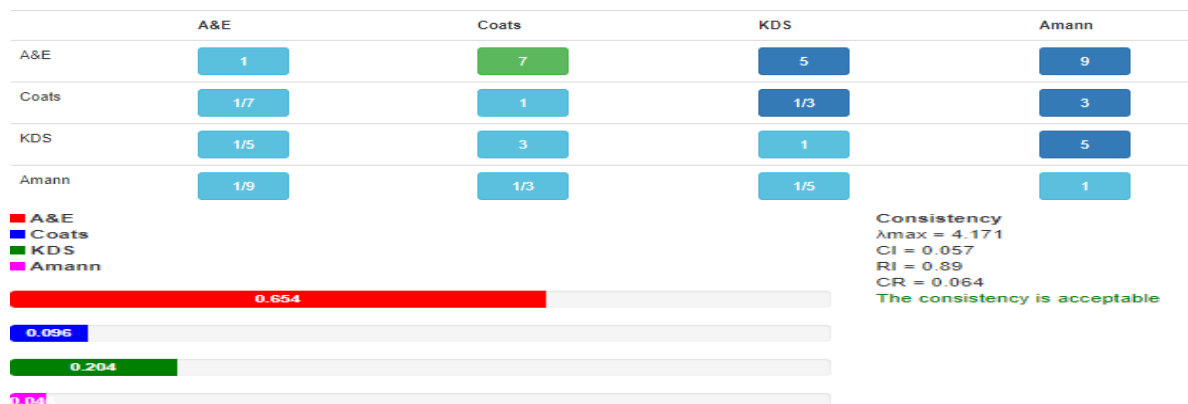 A&E Coats KDS Amann
A&E 1 7 5 9
Coats 1/7 1 1/3 3
KDS 1/5 3 1 5
Amann 1/9 1/3 1/5 1
A&E
Coats
KDS
Amann
Consistency
λmax = 4.171
CI = 0.057
RI = 0.89
CR = 0.064
The consistency is acceptable
0.654
0.096
0.204